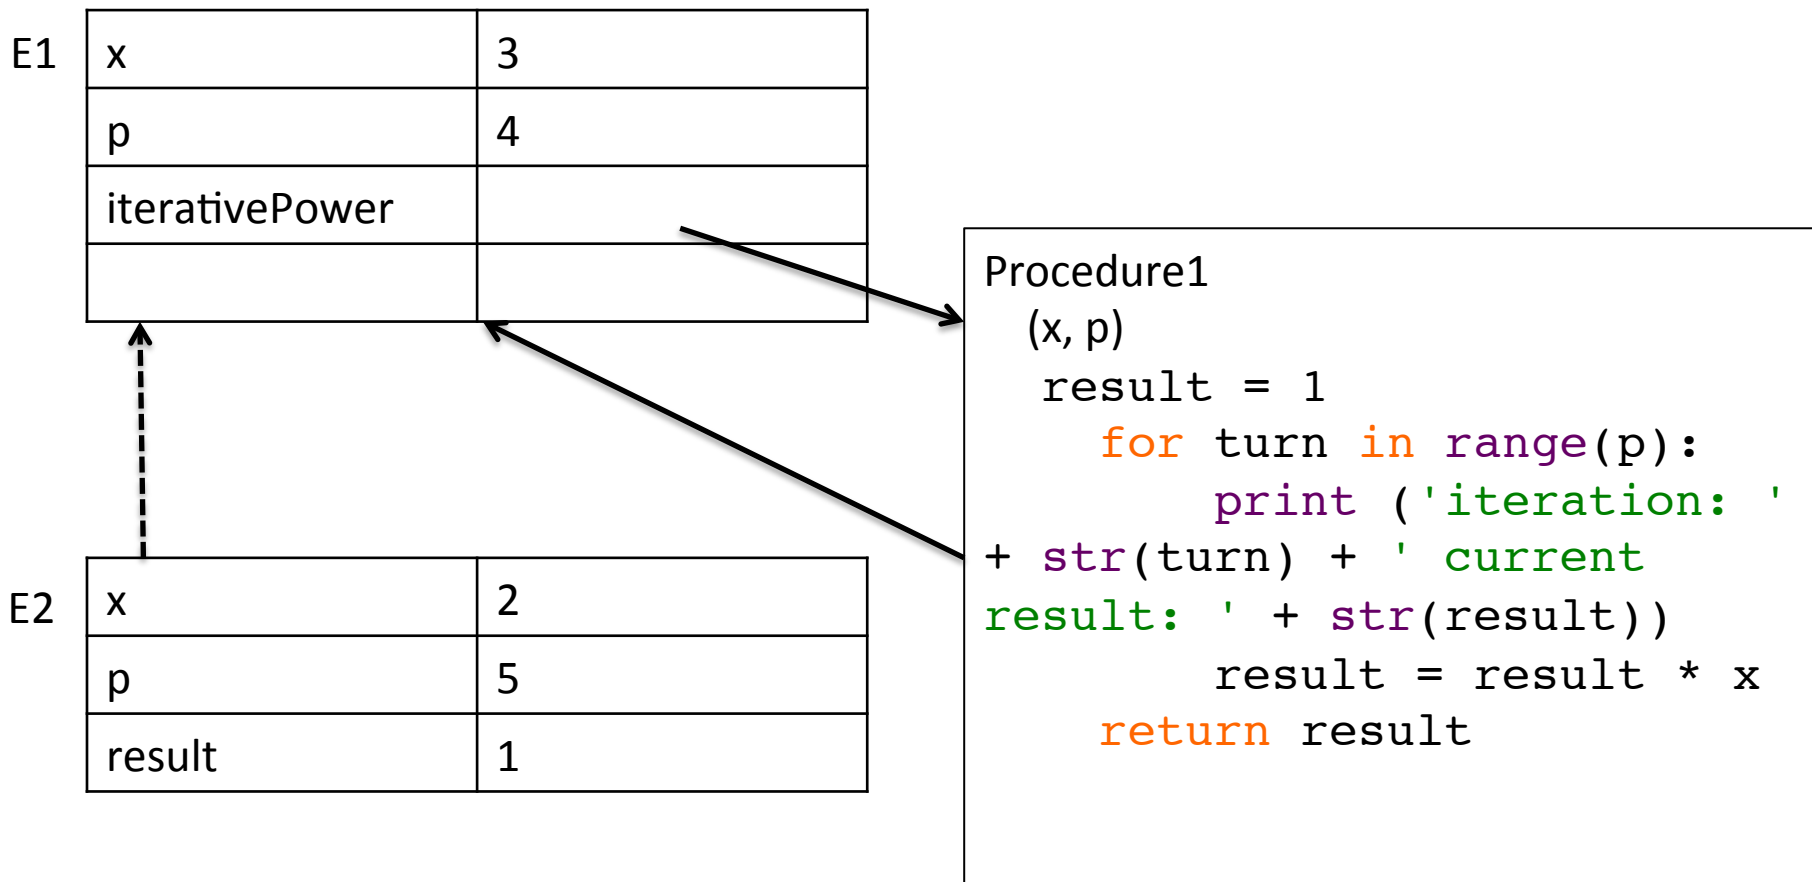 E1
x 3
p 4
iterativePower
Procedure1
(x, p)
result = 1
for turn in range(p):
print ('iteration: '
+ str(turn) + ' current
result: ' + str(result))
result = result * x
return result
E2
x 2
p 5
result 1